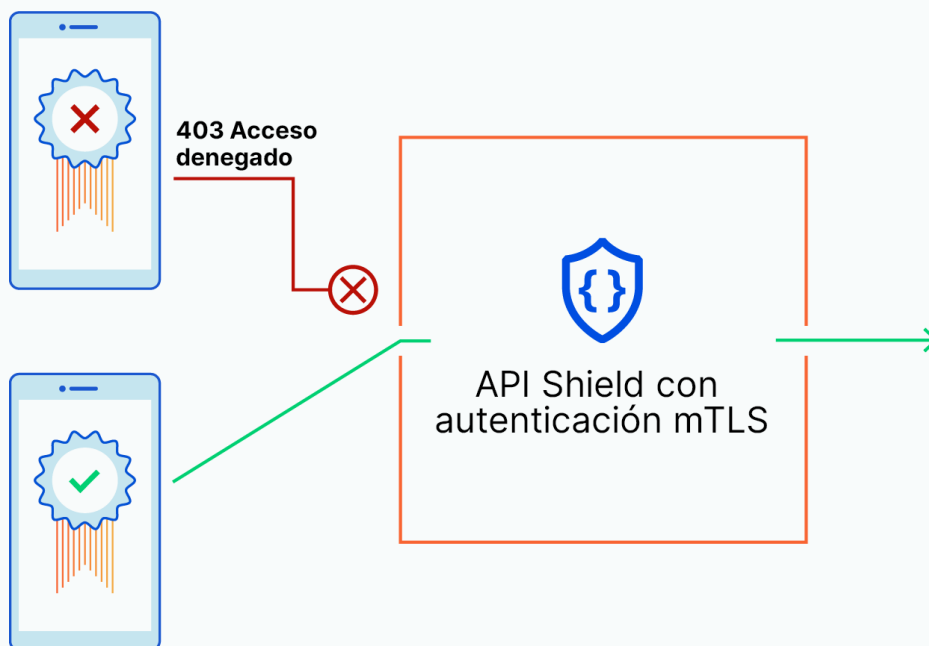 403 Acceso
denegado
{ }
API Shield con
autenticación mTLS